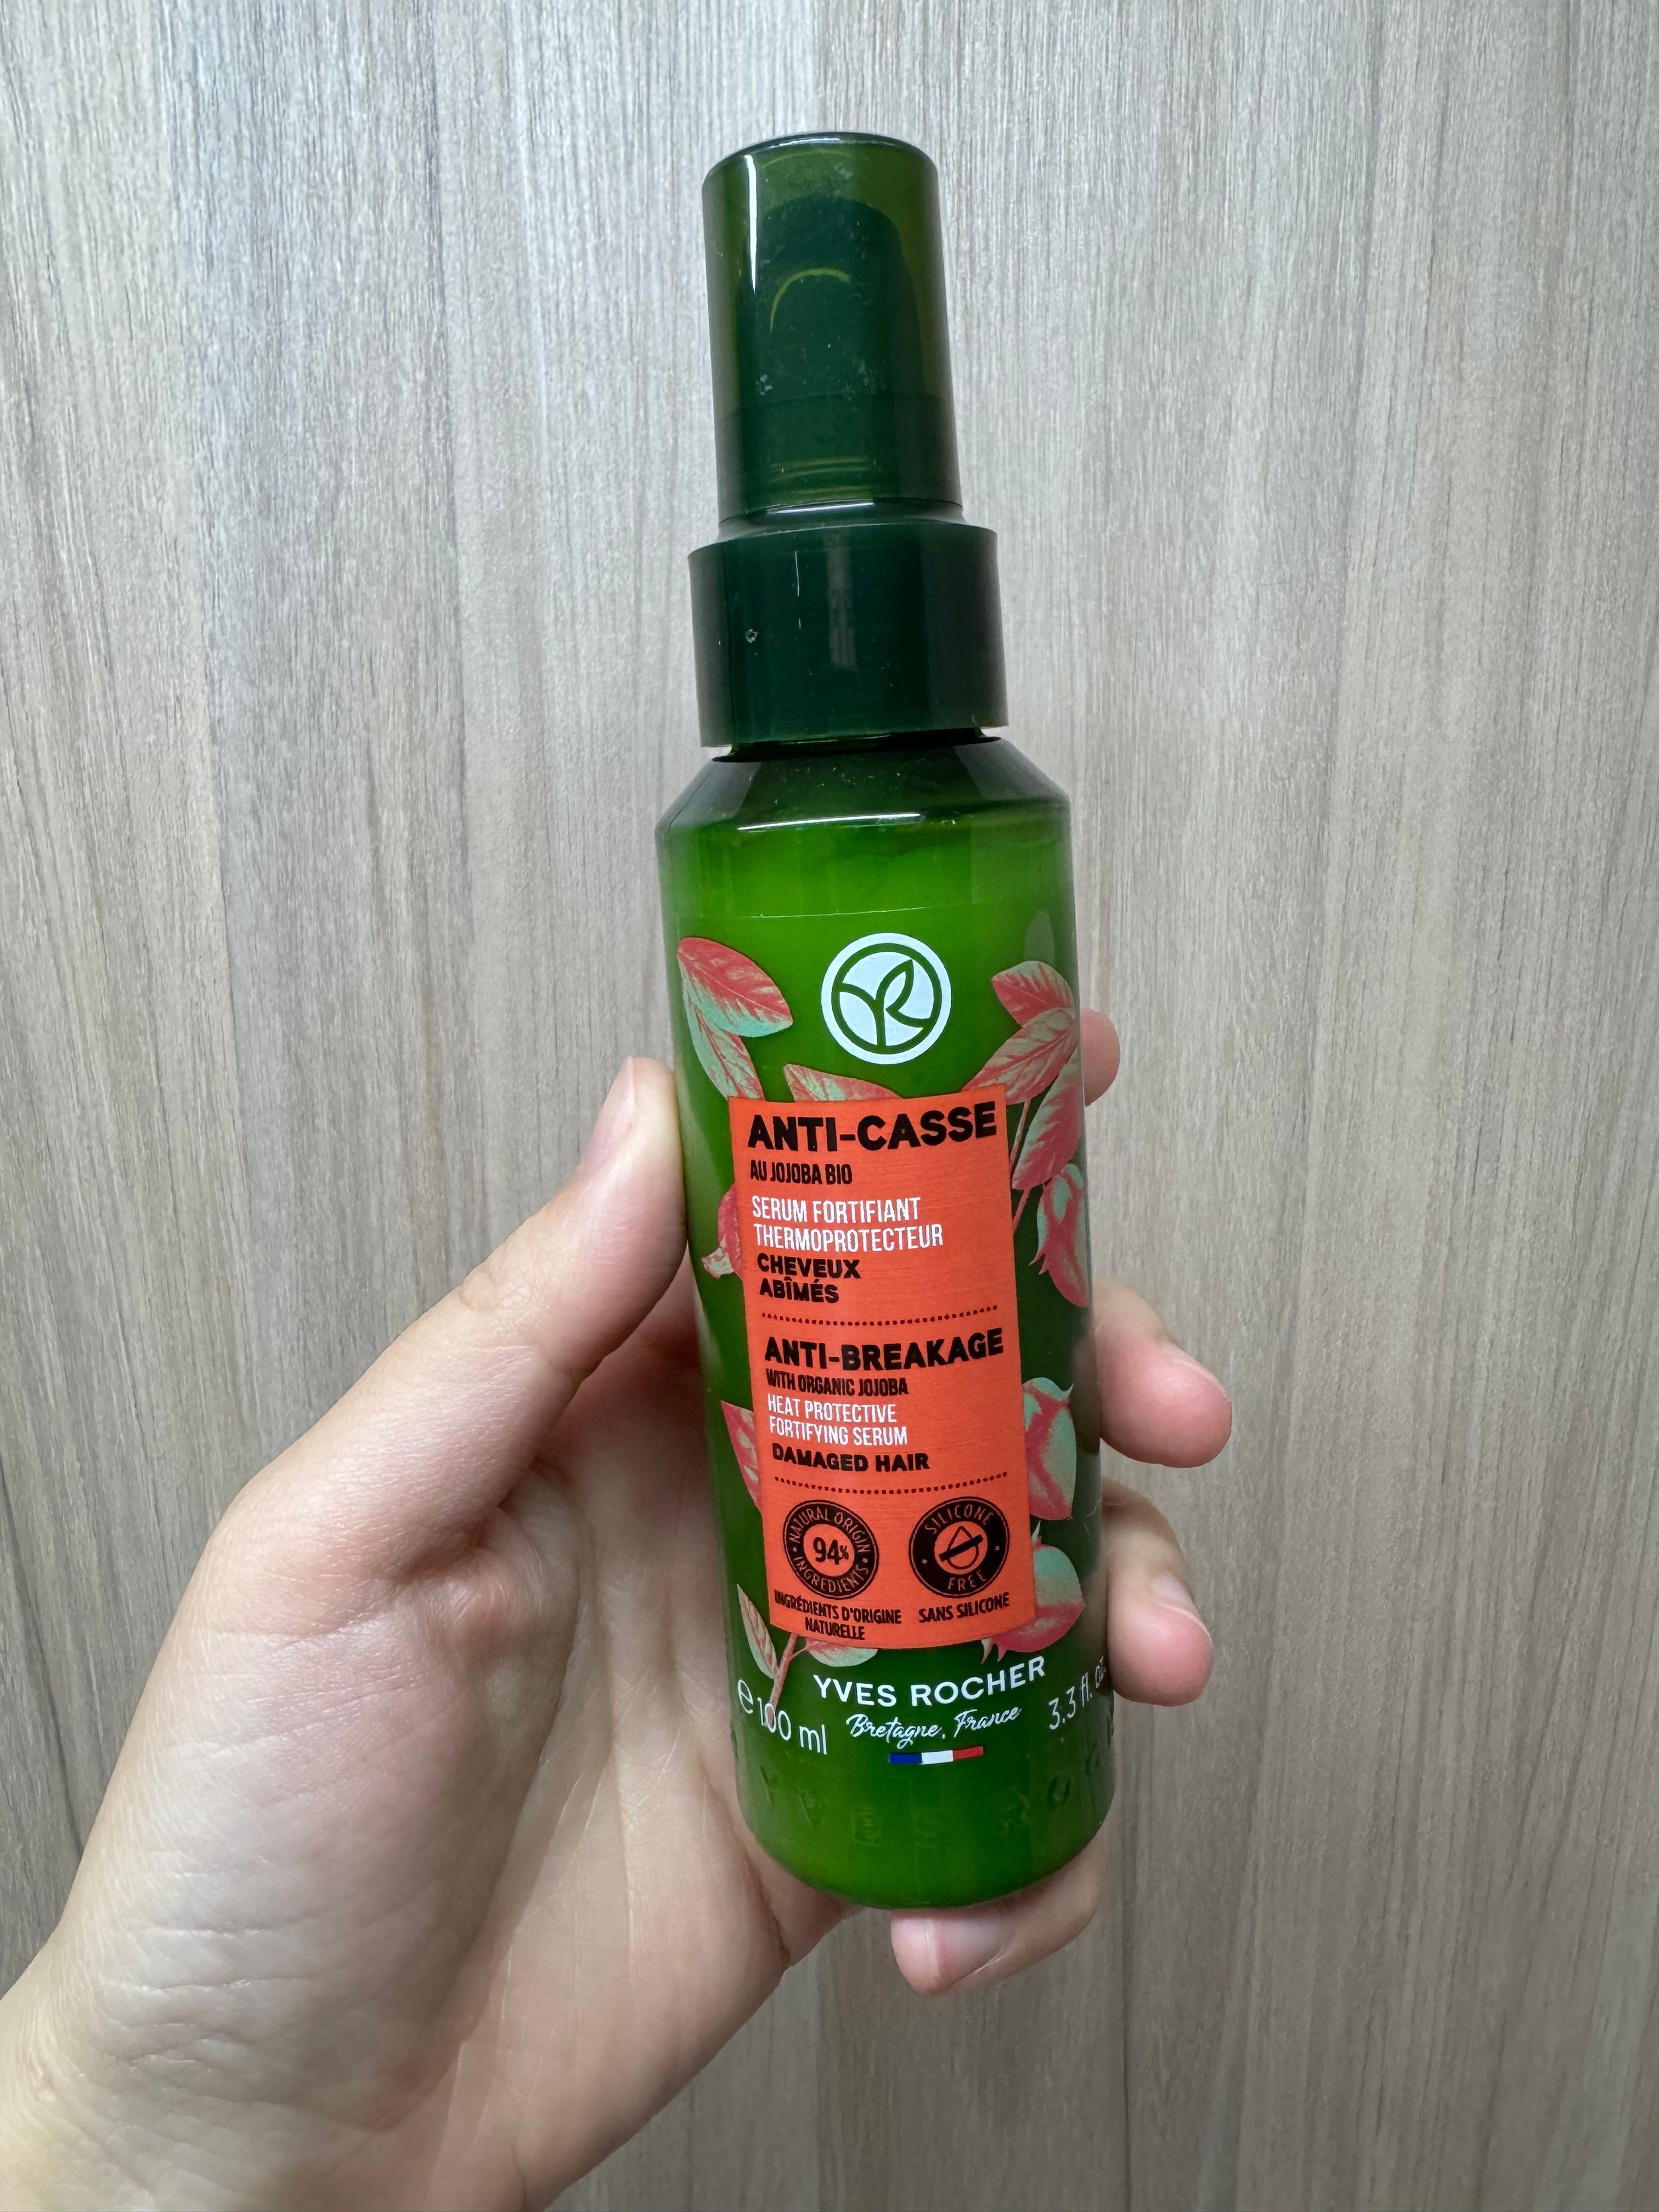 ANTI-CASSE
AU JOJOBA BIO
SERUM FORTIFIANT
THERMOPROTECTEUR
CHEVEUX
ABÎMÉS
ANTI-BREAKAGE
WITH ORGANIC JOJOBA
HEAT PROTECTIVE
FORTIFYING SERUM
DAMAGED HAIR
NATURAL ORIGIN
94%
INGREDIENTS
INGRÉDIENTS D'ORIGINE
NATURELLE
SILICONE
FREE
SANS SILICONE
YVES ROCHER
Bretagne, France
e 100 ml
3.3 fl.